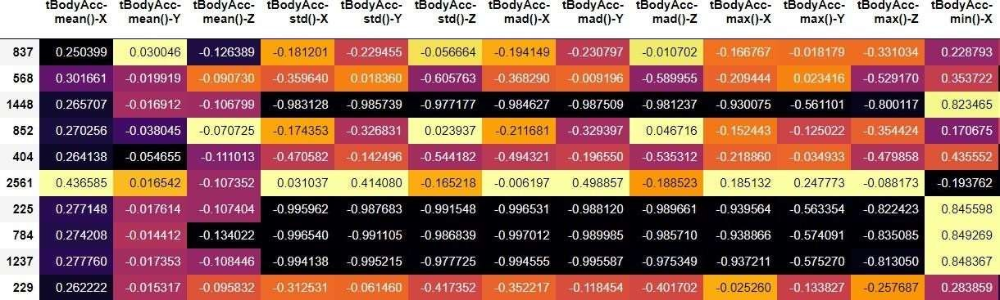 tBodyAcc-mean()-X tBodyAcc-mean()-Y tBodyAcc-mean()-Z tBodyAcc-std()-X tBodyAcc-std()-Y tBodyAcc-std()-Z tBodyAcc-mad()-X tBodyAcc-mad()-Y tBodyAcc-mad()-Z tBodyAcc-max()-X tBodyAcc-max()-Y tBodyAcc-max()-Z tBodyAcc-min()-X
837 0.250399 0.030046 -0.126389 -0.181201 -0.229455 -0.056664 -0.194149 -0.230797 -0.010702 -0.166767 -0.018179 -0.331034 0.228793
568 0.301661 -0.019919 -0.090730 -0.359640 0.018360 -0.605763 -0.368290 -0.009196 -0.589955 -0.209444 0.023416 -0.529170 0.353722
1448 0.265707 -0.016912 -0.106799 -0.983128 -0.985739 -0.977177 -0.984627 -0.987509 -0.981237 -0.930075 -0.561101 -0.800117 0.823465
852 0.270256 -0.038045 -0.070725 -0.174353 -0.326831 0.023937 -0.211681 -0.329397 0.046716 -0.152443 -0.125022 -0.354424 0.170675
404 0.264138 -0.054655 -0.111013 -0.470582 -0.142496 -0.544182 -0.494321 -0.196550 -0.535312 -0.218860 -0.034933 -0.479858 0.435552
2561 0.436585 0.016542 -0.107352 0.031037 0.414080 -0.165218 -0.006197 0.498857 -0.188523 0.185132 0.247773 -0.088173 -0.193762
225 0.277148 -0.017614 -0.107404 -0.995962 -0.987683 -0.991548 -0.996531 -0.988120 -0.989661 -0.939564 -0.563354 -0.822423 0.845598
784 0.274208 -0.014412 -0.134022 -0.996540 -0.991105 -0.986839 -0.997012 -0.989985 -0.985710 -0.938866 -0.574091 -0.835085 0.849269
1237 0.277760 -0.017353 -0.108446 -0.994138 -0.995215 -0.977725 -0.994555 -0.995587 -0.975349 -0.937211 -0.575270 -0.813050 0.848367
229 0.262222 -0.015317 -0.095832 -0.312531 -0.061460 -0.417352 -0.352217 -0.118454 -0.401702 -0.025260 -0.133827 -0.257687 0.283859